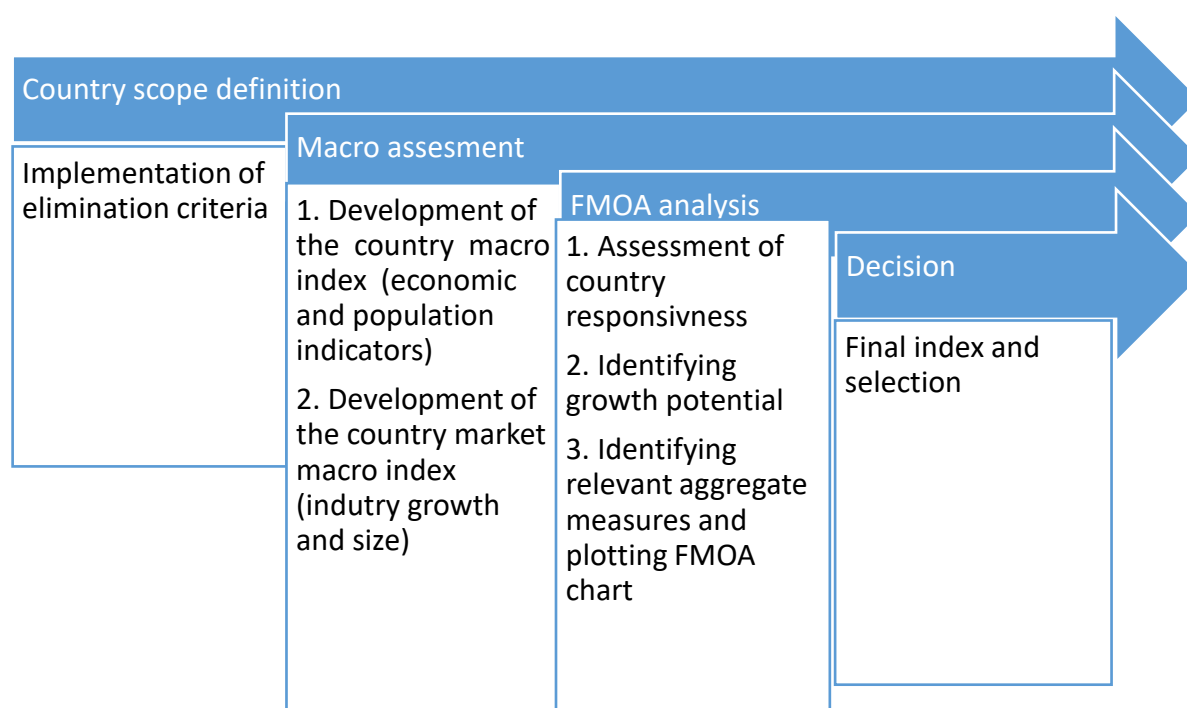 Country scope definition
Implementation of
elimination criteria
Macro assesment
1. Development of
the country macro
index (economic
and population
indicators)
2. Development of
the country market
macro index
(indutry growth
and size)
FMOA analysis
1. Assessment of
country
responsivness
2. Identifying
growth potential
3. Identifying
relevant aggregate
measures and
plotting FMOA
chart
Decision
Final index and
selection